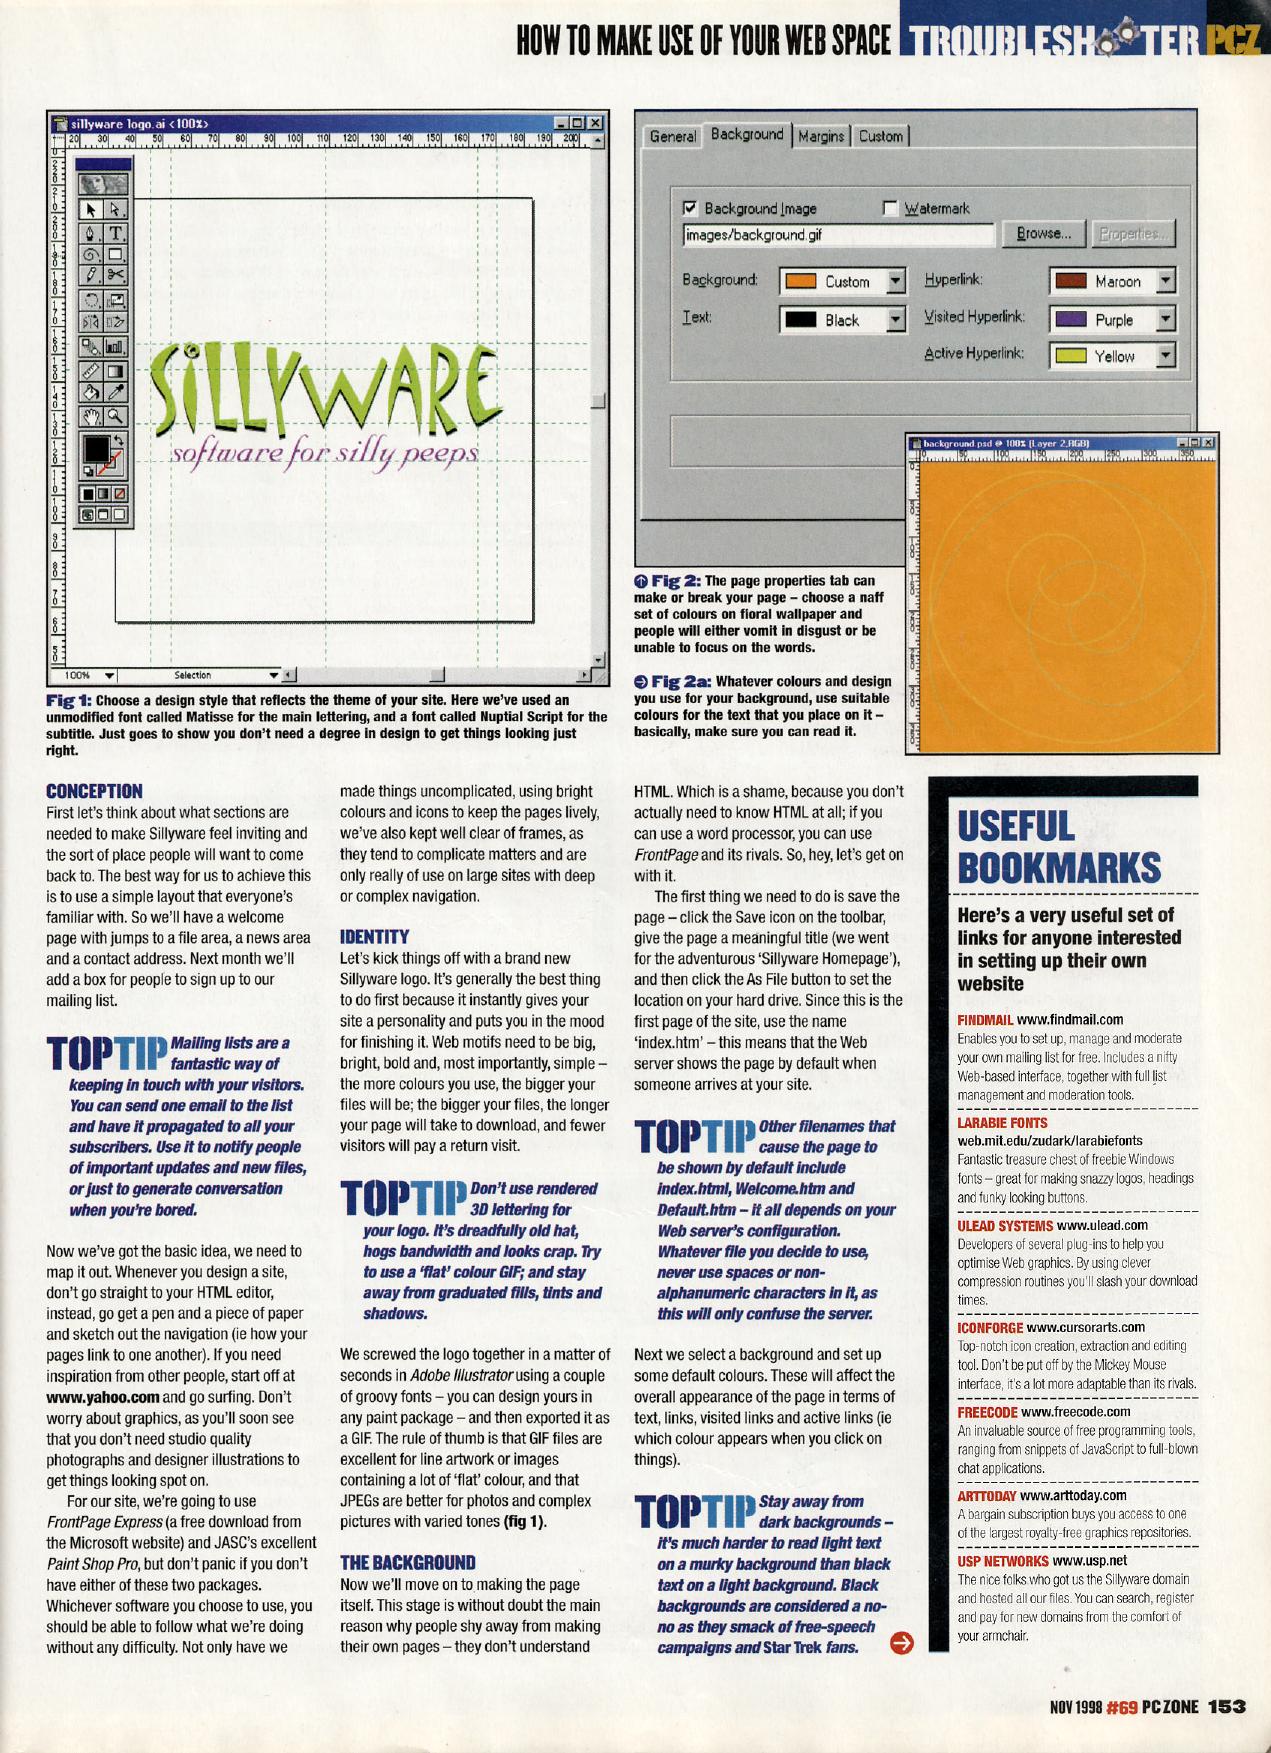 HOW TO MAKE USE OF YOUR WEB SPACE TROUBLESHOOTER PCZ
sillyware logo.ai <100%>
20 30 40 50 60 70 80 90 100 110 120 130 140 150 160 170 180 190 200
SiLLYWARE
software for silly peeps
100% Selection
General Background Margins Custom
Background Image Watermark
images/background.gif Browse... Properties...
Background: Custom Hyperlink: Maroon
Text: Black Visited Hyperlink: Purple
Active Hyperlink: Yellow
background.psd @ 100% (Layer 2,RGB)
0 50 100 150 200 250 300 350
Fig 1: Choose a design style that reflects the theme of your site. Here we've used an
unmodified font called Matisse for the main lettering, and a font called Nuptial Script for the
subtitle. Just goes to show you don't need a degree in design to get things looking just
right.
Fig 2: The page properties tab can
make or break your page – choose a naff
set of colours on floral wallpaper and
people will either vomit in disgust or be
unable to focus on the words.
Fig 2a: Whatever colours and design
you use for your background, use suitable
colours for the text that you place on it –
basically, make sure you can read it.
CONCEPTION
First let's think about what sections are
needed to make Sillyware feel inviting and
the sort of place people will want to come
back to. The best way for us to achieve this
is to use a simple layout that everyone's
familiar with. So we'll have a welcome
page with jumps to a file area, a news area
and a contact address. Next month we'll
add a box for people to sign up to our
mailing list.
TOPTIP Mailing lists are a
fantastic way of
keeping in touch with your visitors.
You can send one email to the list
and have it propagated to all your
subscribers. Use it to notify people
of important updates and new files,
or just to generate conversation
when you're bored.
Now we've got the basic idea, we need to
map it out. Whenever you design a site,
don't go straight to your HTML editor,
instead, go get a pen and a piece of paper
and sketch out the navigation (ie how your
pages link to one another). If you need
inspiration from other people, start off at
www.yahoo.com and go surfing. Don't
worry about graphics, as you'll soon see
that you don't need studio quality
photographs and designer illustrations to
get things looking spot on.
For our site, we're going to use
FrontPage Express (a free download from
the Microsoft website) and JASC's excellent
Paint Shop Pro, but don't panic if you don't
have either of these two packages.
Whichever software you choose to use, you
should be able to follow what we're doing
without any difficulty. Not only have we
made things uncomplicated, using bright
colours and icons to keep the pages lively,
we've also kept well clear of frames, as
they tend to complicate matters and are
only really of use on large sites with deep
or complex navigation.
IDENTITY
Let's kick things off with a brand new
Sillyware logo. It's generally the best thing
to do first because it instantly gives your
site a personality and puts you in the mood
for finishing it. Web motifs need to be big,
bright, bold and, most importantly, simple –
the more colours you use, the bigger your
files will be; the bigger your files, the longer
your page will take to download, and fewer
visitors will pay a return visit.
TOPTIP Don't use rendered
3D lettering for
your logo. It's dreadfully old hat,
hogs bandwidth and looks crap. Try
to use a 'flat' colour GIF; and stay
away from graduated fills, tints and
shadows.
We screwed the logo together in a matter of
seconds in Adobe Illustrator using a couple
of groovy fonts – you can design yours in
any paint package – and then exported it as
a GIF. The rule of thumb is that GIF files are
excellent for line artwork or images
containing a lot of 'flat' colour, and that
JPEGs are better for photos and complex
pictures with varied tones (fig 1).
THE BACKGROUND
Now we'll move on to making the page
itself. This stage is without doubt the main
reason why people shy away from making
their own pages – they don't understand
HTML. Which is a shame, because you don't
actually need to know HTML at all; if you
can use a word processor, you can use
FrontPage and its rivals. So, hey, let's get on
with it.
The first thing we need to do is save the
page – click the Save icon on the toolbar,
give the page a meaningful title (we went
for the adventurous 'Sillyware Homepage'),
and then click the As File button to set the
location on your hard drive. Since this is the
first page of the site, use the name
'index.htm' – this means that the Web
server shows the page by default when
someone arrives at your site.
TOPTIP Other filenames that
cause the page to
be shown by default include
index.html, Welcome.htm and
Default.htm – it all depends on your
Web server's configuration.
Whatever file you decide to use,
never use spaces or non-
alphanumeric characters in it, as
this will only confuse the server.
Next we select a background and set up
some default colours. These will affect the
overall appearance of the page in terms of
text, links, visited links and active links (ie
which colour appears when you click on
things).
TOPTIP Stay away from
dark backgrounds –
it's much harder to read light text
on a murky background than black
text on a light background. Black
backgrounds are considered a no-
no as they smack of free-speech
campaigns and Star Trek fans.
USEFUL
BOOKMARKS
Here's a very useful set of
links for anyone interested
in setting up their own
website
FINDMAIL www.findmail.com
Enables you to set up, manage and moderate
your own mailing list for free. Includes a nifty
Web-based interface, together with full list
management and moderation tools.
LARABIE FONTS
web.mit.edu/zudark/larabiefonts
Fantastic treasure chest of freebie Windows
fonts – great for making snazzy logos, headings
and funky looking buttons.
ULEAD SYSTEMS www.ulead.com
Developers of several plug-ins to help you
optimise Web graphics. By using clever
compression routines you'll slash your download
times.
ICONFORGE www.cursorarts.com
Top-notch icon creation, extraction and editing
tool. Don't be put off by the Mickey Mouse
interface, it's a lot more adaptable than its rivals.
FREECODE www.freecode.com
An invaluable source of free programming tools,
ranging from snippets of JavaScript to full-blown
chat applications.
ARTTODAY www.arttoday.com
A bargain subscription buys you access to one
of the largest royalty-free graphics repositories.
USP NETWORKS www.usp.net
The nice folks who got us the Sillyware domain
and hosted all our files. You can search, register
and pay for new domains from the comfort of
your armchair.
NOV 1998 #69 PC ZONE 153